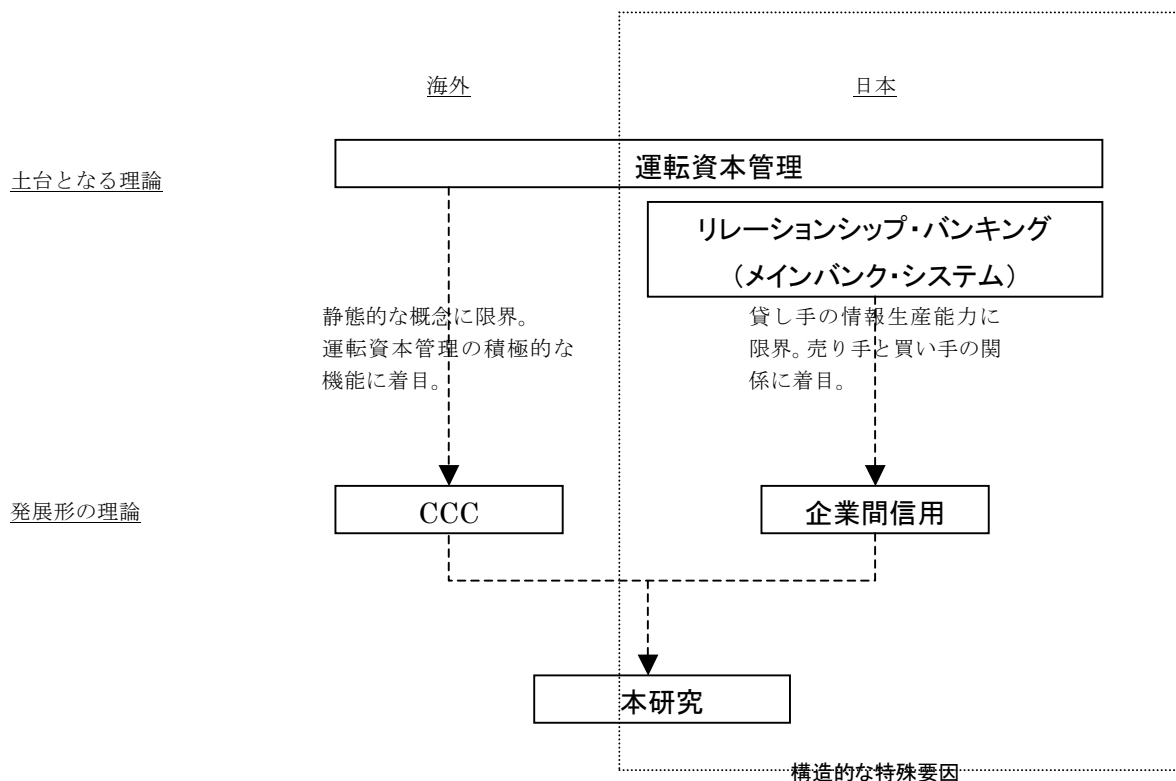 海外
日本
土台となる理論
運転資本管理
リレーションシップ・バンキング
（メインバンク・システム）
静態的な概念に限界。
運転資本管理の積極的な
機能に着目。
貸し手の情報生産能力に
限界。売り手と買い手の関
係に着目。
発展形の理論
CCC
企業間信用
本研究
構造的な特殊要因